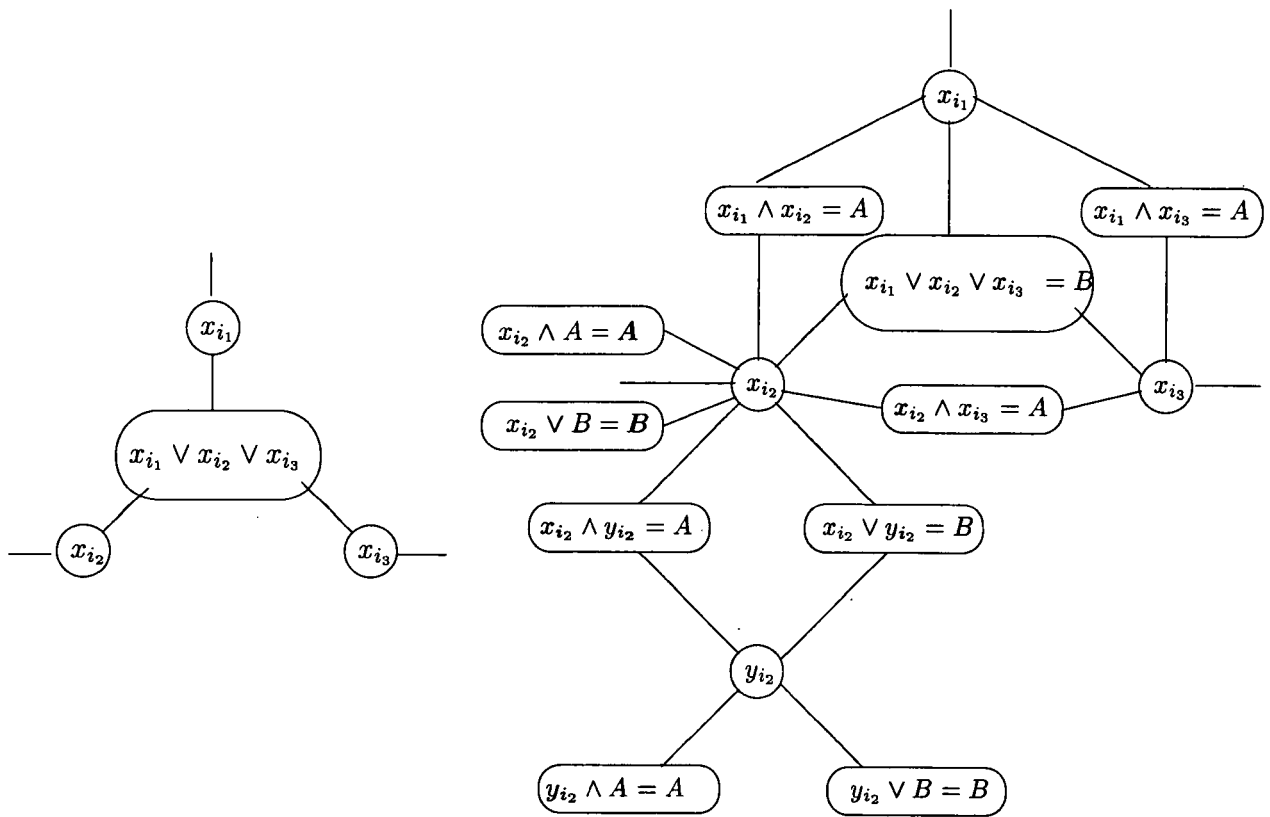 x_{i_1}
x_{i_1} ∨ x_{i_2} ∨ x_{i_3}
x_{i_2}
x_{i_3}
x_{i_1}
x_{i_1} ∧ x_{i_2} = A
x_{i_1} ∧ x_{i_3} = A
x_{i_1} ∨ x_{i_2} ∨ x_{i_3} = B
x_{i_2} ∧ A = A
x_{i_2}
x_{i_3}
x_{i_2} ∨ B = B
x_{i_2} ∧ x_{i_3} = A
x_{i_2} ∧ y_{i_2} = A
x_{i_2} ∨ y_{i_2} = B
y_{i_2}
y_{i_2} ∧ A = A
y_{i_2} ∨ B = B